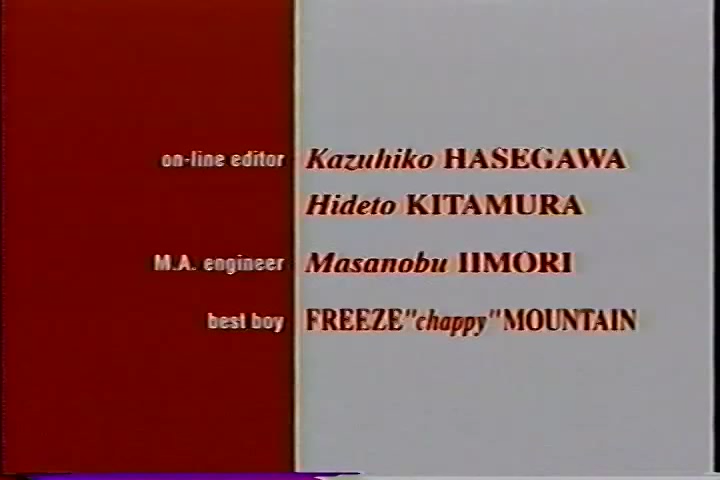 on-line editor Kazuhiko HASEGAWA
Hideto KITAMURA
M.A. engineer Masanobu IIMORI
best boy FREEZE"chappy"MOUNTAIN